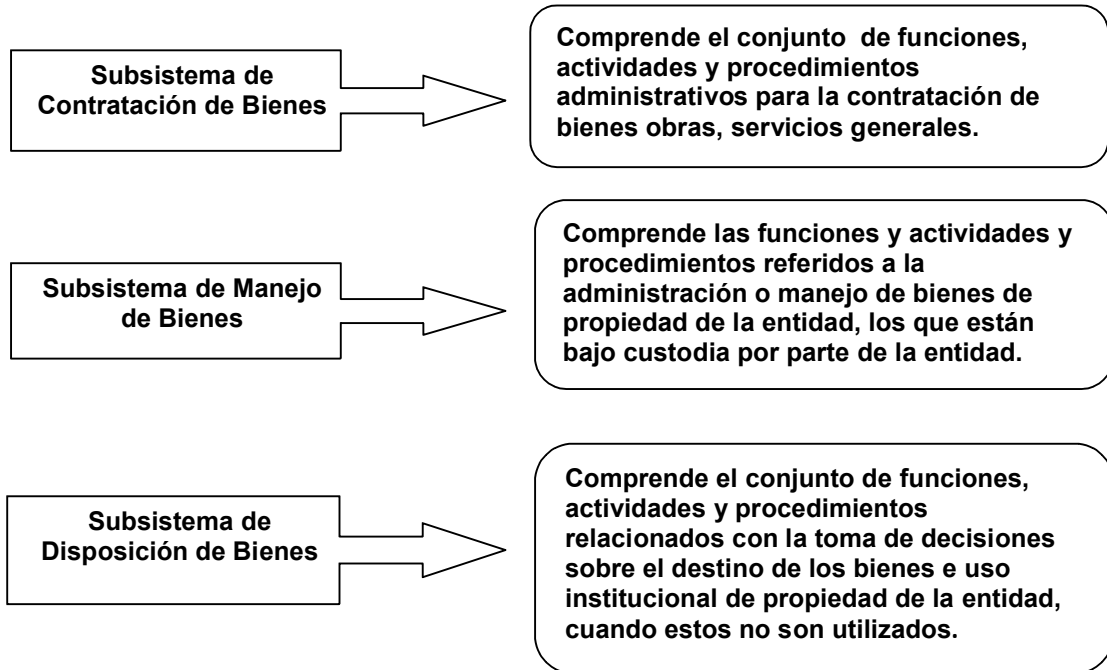 Subsistema de
Contratación de Bienes
Comprende el conjunto de funciones,
actividades y procedimientos
administrativos para la contratación de
bienes obras, servicios generales.
Subsistema de Manejo
de Bienes
Comprende las funciones y actividades y
procedimientos referidos a la
administración o manejo de bienes de
propiedad de la entidad, los que están
bajo custodia por parte de la entidad.
Subsistema de
Disposición de Bienes
Comprende el conjunto de funciones,
actividades y procedimientos
relacionados con la toma de decisiones
sobre el destino de los bienes e uso
institucional de propiedad de la entidad,
cuando estos no son utilizados.